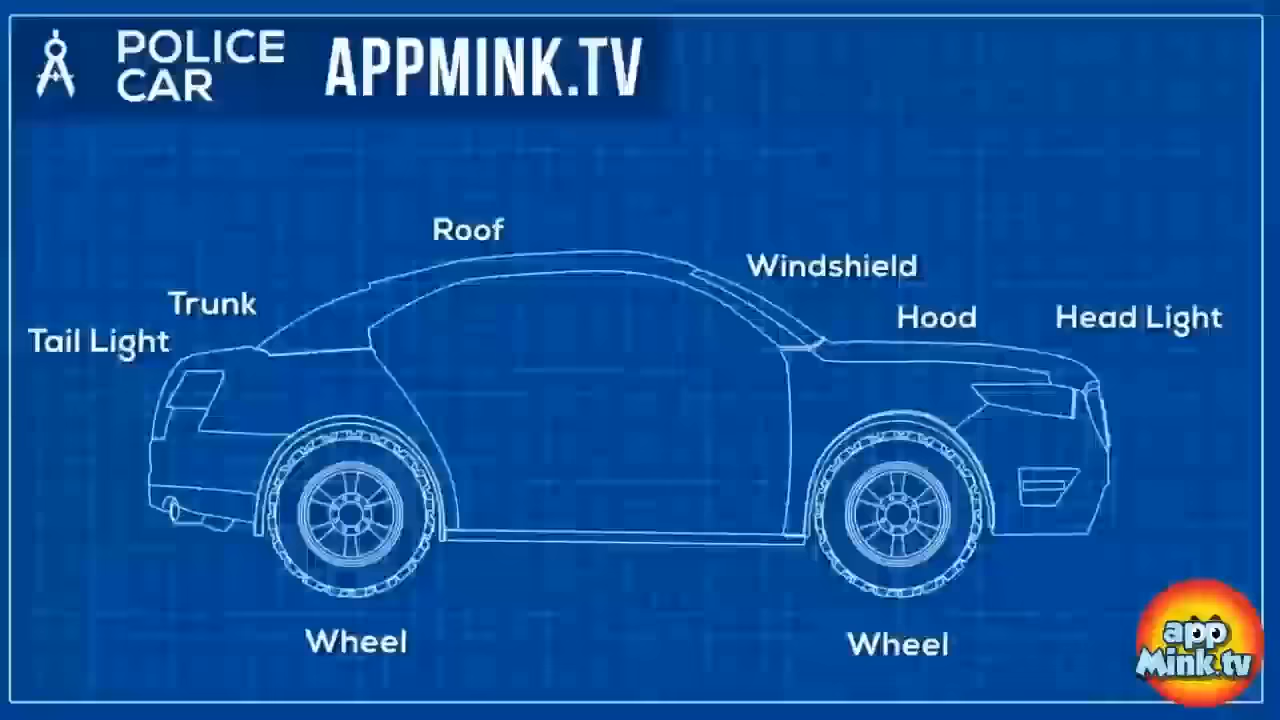 POLICE
CAR
APPMINK.TV
Roof
Windshield
Trunk
Hood
Head Light
Tail Light
Wheel
Wheel
app
Mink.tv